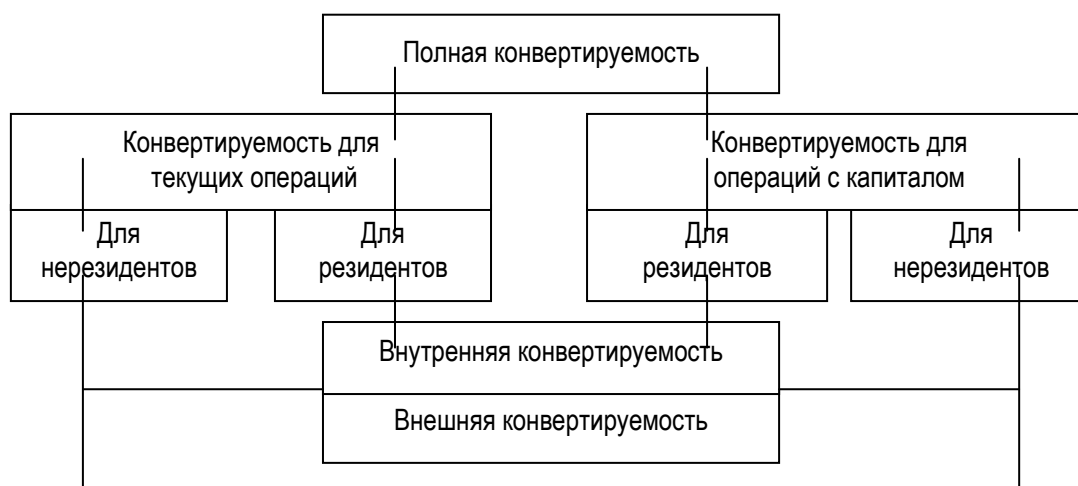 Полная конвертируемость
Конвертируемость для
текущих операций
Конвертируемость для
операций с капиталом
Для
нерезидентов
Для
резидентов
Для
резидентов
Для
нерезидентов
Внутренняя конвертируемость
Внешняя конвертируемость